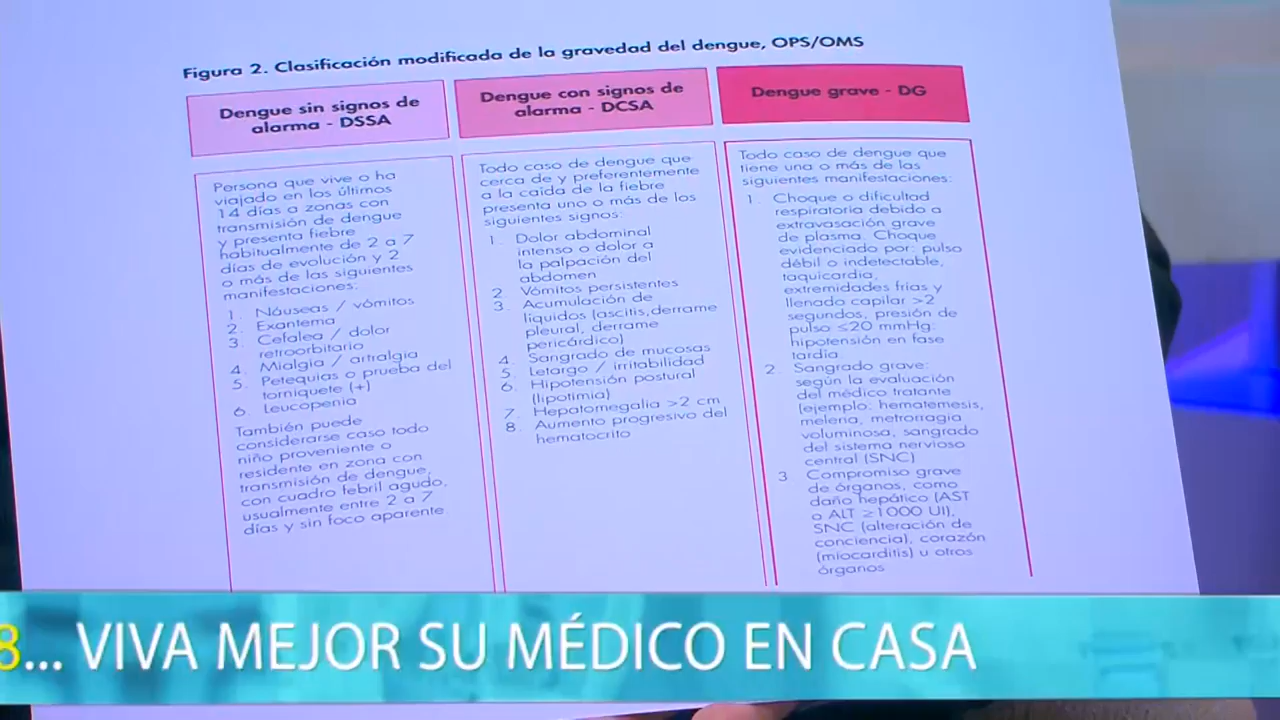 Figura 2. Clasificación modificada de la gravedad del dengue, OPS/OMS
Dengue sin signos de
alarma - DSSA
Persona que vive o ha
viajado en los últimos
14 días a zonas con
transmisión de dengue
y presenta fiebre
habitualmente de 2 a 7
días de evolución y 2
o más de las siguientes
manifestaciones:
1. Náuseas / vómitos
2. Exantema
3. Cefalea / dolor
retroorbitario
4. Mialgia / artralgia
5. Petequias o prueba del
torniquete (+)
6. Leucopenia
También puede
considerarse caso todo
niño proveniente o
residente en zona con
transmisión de dengue,
con cuadro febril agudo,
usualmente entre 2 a 7
días y sin foco aparente.
Dengue con signos de
alarma - DCSA
Todo caso de dengue que
cerca de y preferentemente
a la caída de la fiebre
presenta uno o más de los
siguientes signos:
1. Dolor abdominal
intenso o dolor a
la palpación del
abdomen
2. Vómitos persistentes
3. Acumulación de
líquidos (ascitis,derrame
pleural, derrame
pericárdico)
4. Sangrado de mucosas
5. Letargo / irritabilidad
6. Hipotensión postural
(lipotimia)
7. Hepatomegalia >2 cm
8. Aumento progresivo del
hematocrito
Dengue grave - DG
Todo caso de dengue que
tiene una o más de las
siguientes manifestaciones:
1. Choque o dificultad
respiratoria debido a
extravasación grave
de plasma. Choque
evidenciado por: pulso
débil o indetectable,
taquicardia,
extremidades frias y
llenado capilar >2
segundos, presión de
pulso ≤20 mmHg:
hipotensión en fase
tardía.
2. Sangrado grave:
según la evaluación
del médico tratante
(ejemplo: hematemesis,
melena, metrorragia
voluminosa, sangrado
del sistema nervioso
central (SNC)
3. Compromiso grave
de órganos, como
daño hepático (AST
o ALT ≥1000 UI),
SNC (alteración de
conciencia), corazón
(miocarditis) u otros
órganos
8... VIVA MEJOR SU MÉDICO EN CASA